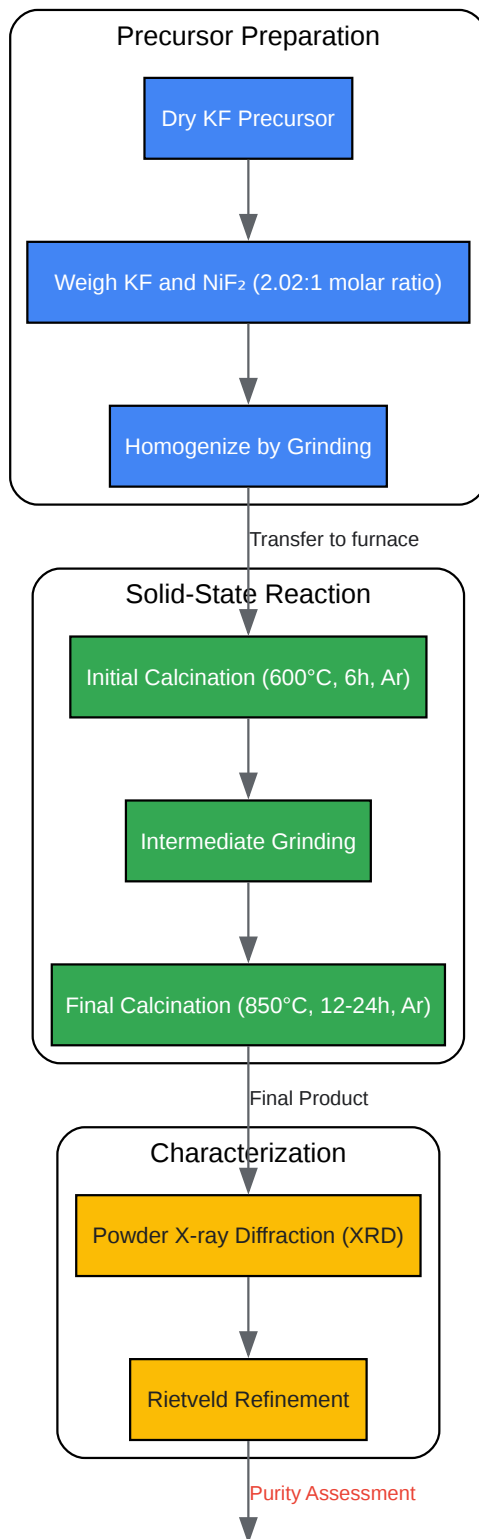 Precursor Preparation
Dry KF Precursor
Weigh KF and NiF₂ (2.02:1 molar ratio)
Homogenize by Grinding
Transfer to furnace
Solid-State Reaction
Initial Calcination (600°C, 6h, Ar)
Intermediate Grinding
Final Calcination (850°C, 12-24h, Ar)
Final Product
Characterization
Powder X-ray Diffraction (XRD)
Rietveld Refinement
Purity Assessment